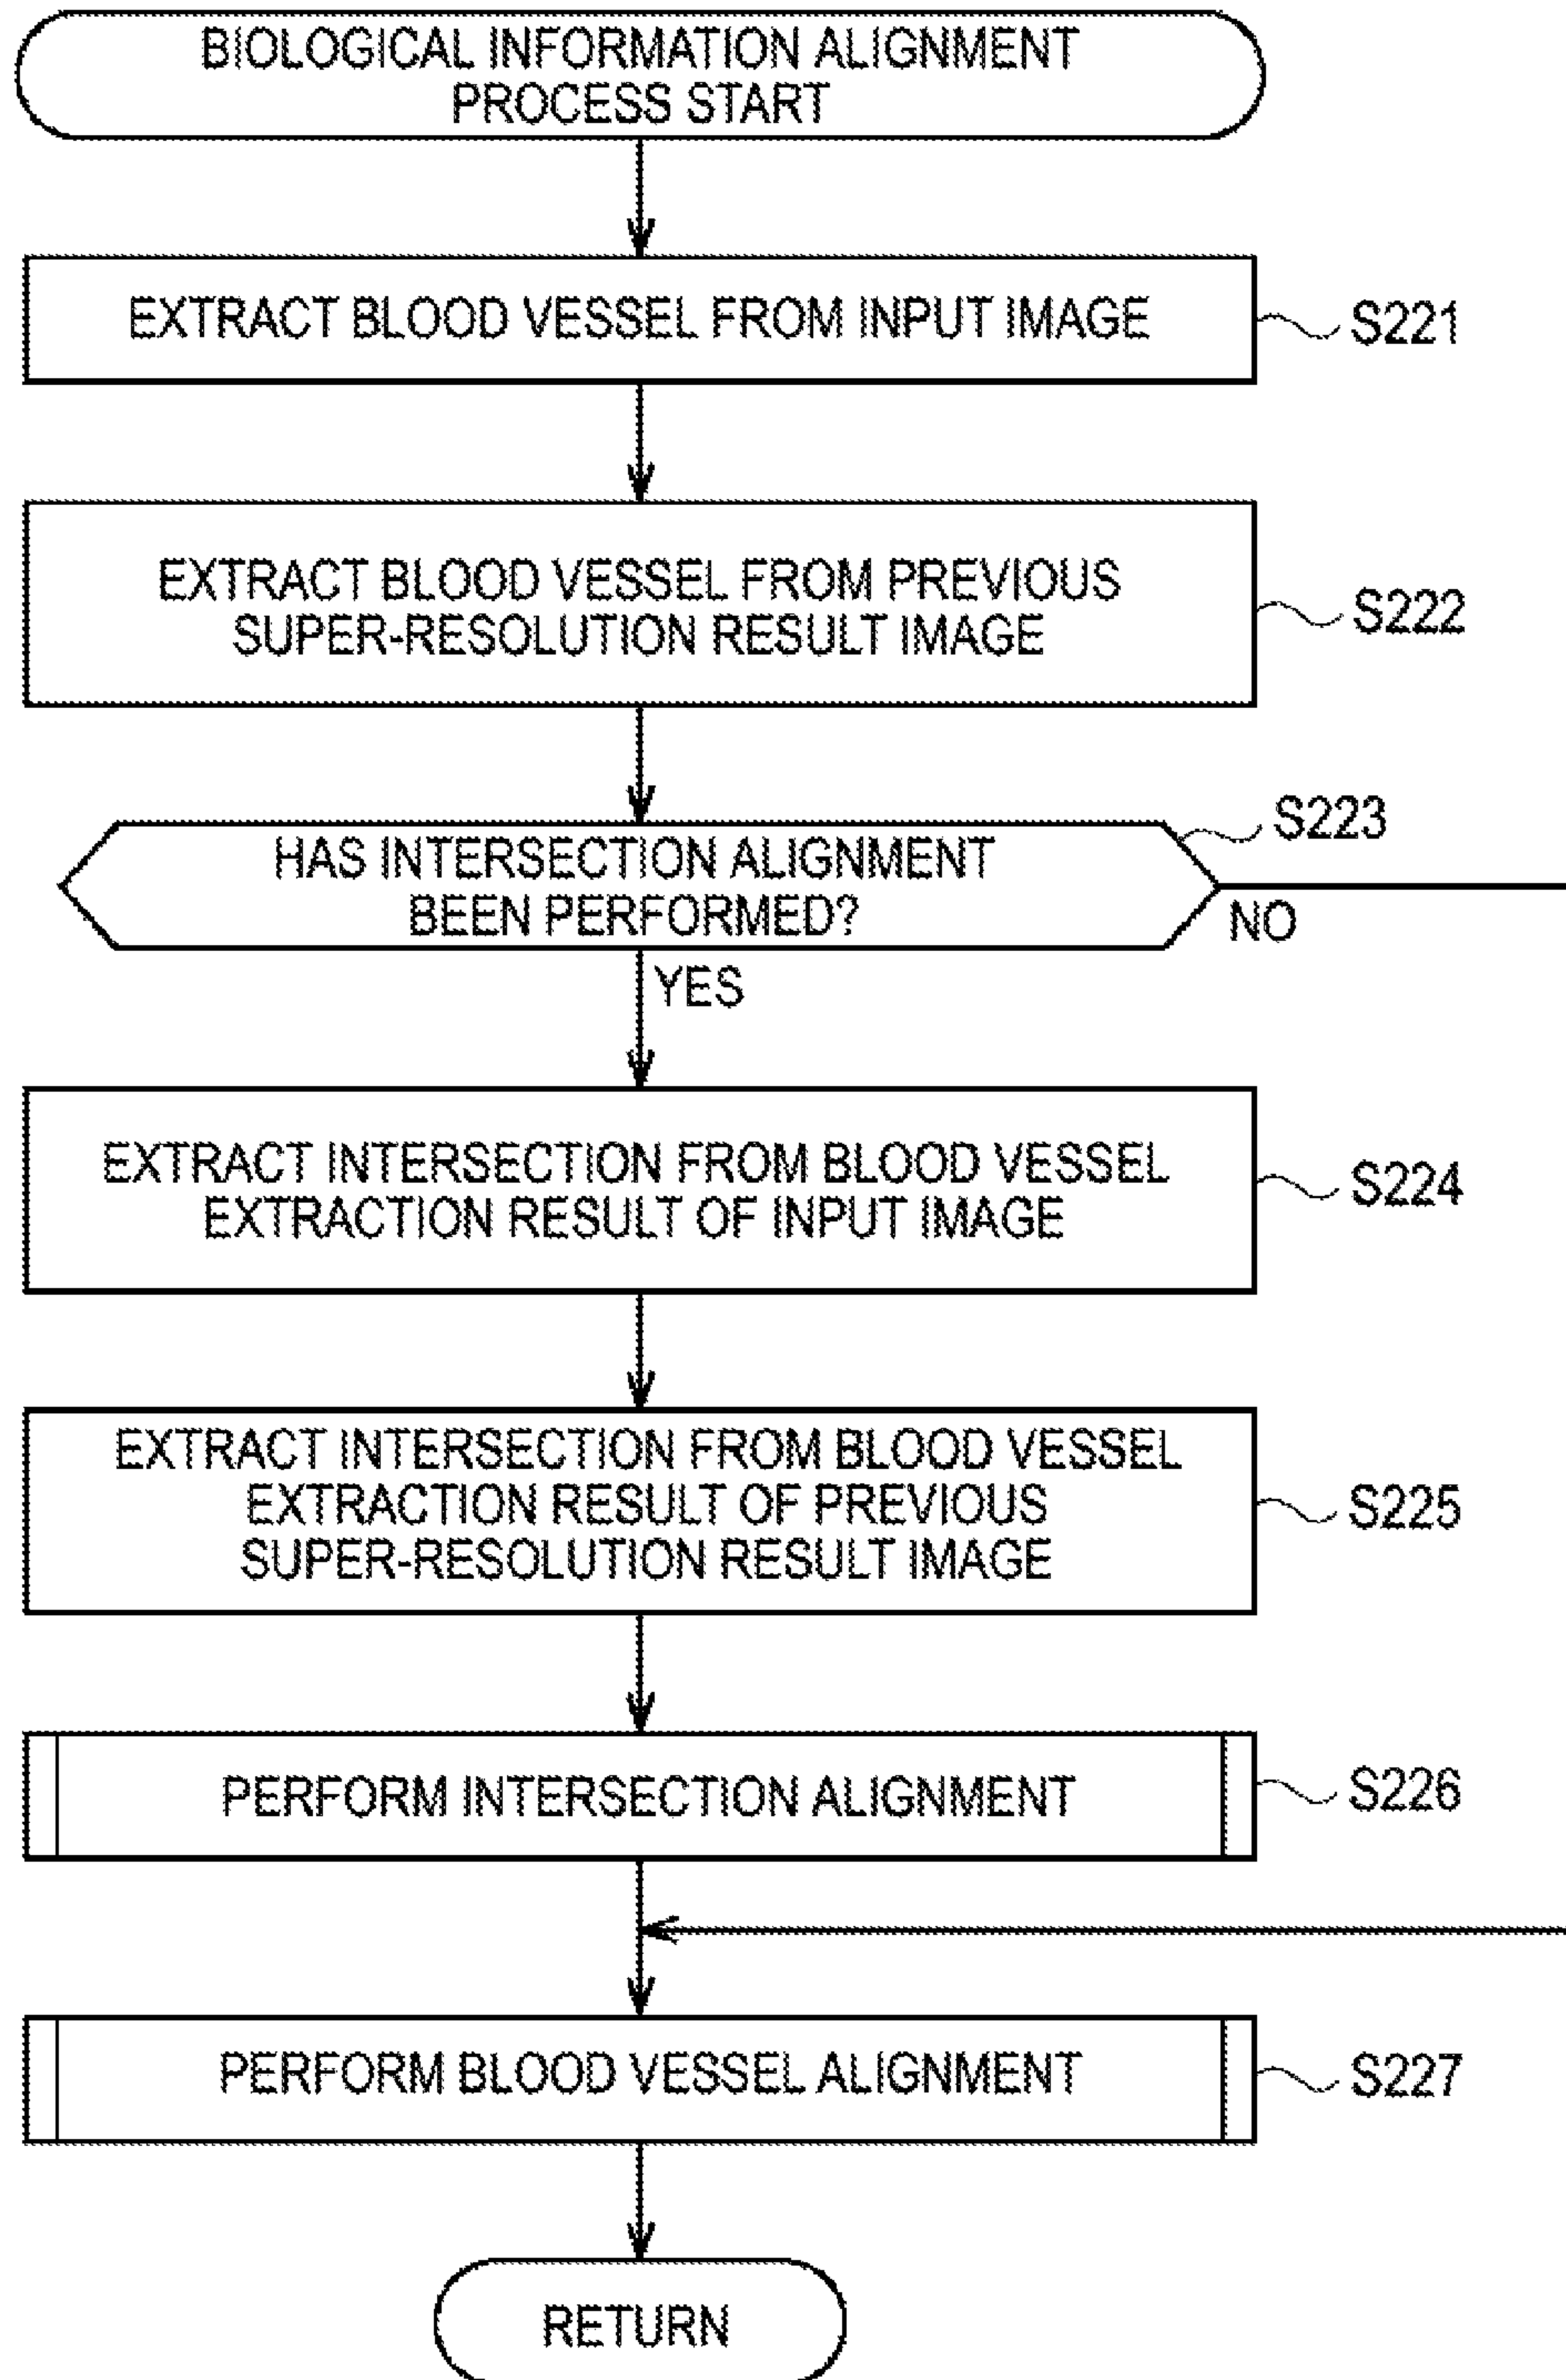 BIOLOGICAL INFORMATION ALIGNMENT
PROCESS START
EXTRACT BLOOD VESSEL FROM INPUT IMAGE
S221
EXTRACT BLOOD VESSEL FROM PREVIOUS
SUPER-RESOLUTION RESULT IMAGE
S222
HAS INTERSECTION ALIGNMENT
BEEN PERFORMED?
S223
NO
YES
EXTRACT INTERSECTION FROM BLOOD VESSEL
EXTRACTION RESULT OF INPUT IMAGE
S224
EXTRACT INTERSECTION FROM BLOOD VESSEL
EXTRACTION RESULT OF PREVIOUS
SUPER-RESOLUTION RESULT IMAGE
S225
PERFORM INTERSECTION ALIGNMENT
S226
PERFORM BLOOD VESSEL ALIGNMENT
S227
RETURN